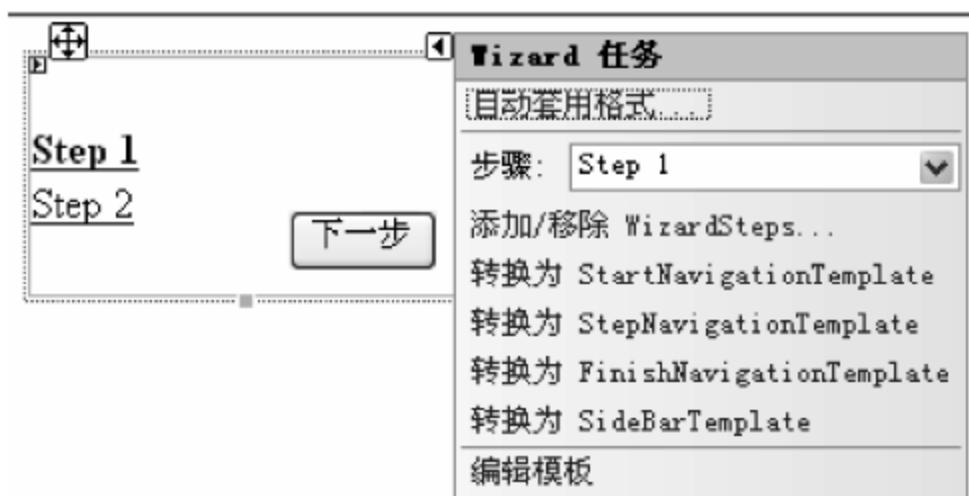 Step 1
Step 2
下一步
Wizard 任务
自动套用格式...
步骤: Step 1
添加/移除 WizardSteps...
转换为 StartNavigationTemplate
转换为 StepNavigationTemplate
转换为 FinishNavigationTemplate
转换为 SideBarTemplate
编辑模板